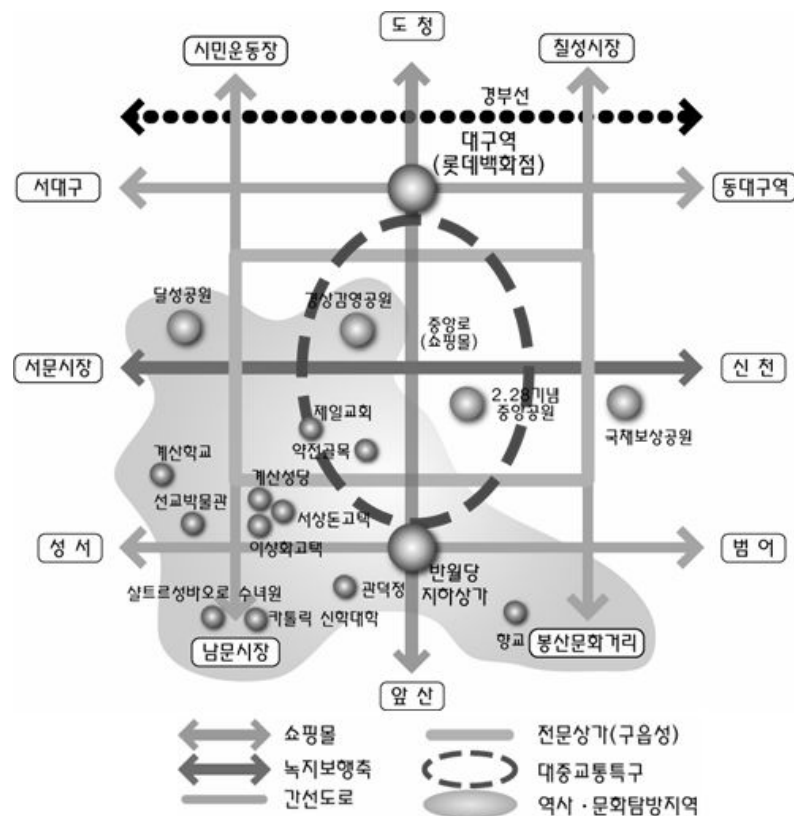 도 청
시민운동장
칠성시장
경부선
대구역
(롯데백화점)
서대구
동대구역
달성공원
경상감영공원
중앙로
(쇼핑몰)
서문시장
신 천
2.28기념
중앙공원
국채보상공원
제일교회
약전골목
계산학교
계산성당
선교박물관
서상돈고택
성 서
이상화고택
범 어
반월당
지하상가
샬트르성바오로 수녀원
관덕정
카톨릭 신학대학
향교
남문시장
봉산문화거리
앞 산
쇼핑몰
전문상가(구읍성)
녹지보행축
대중교통특구
간선도로
역사·문화탐방지역